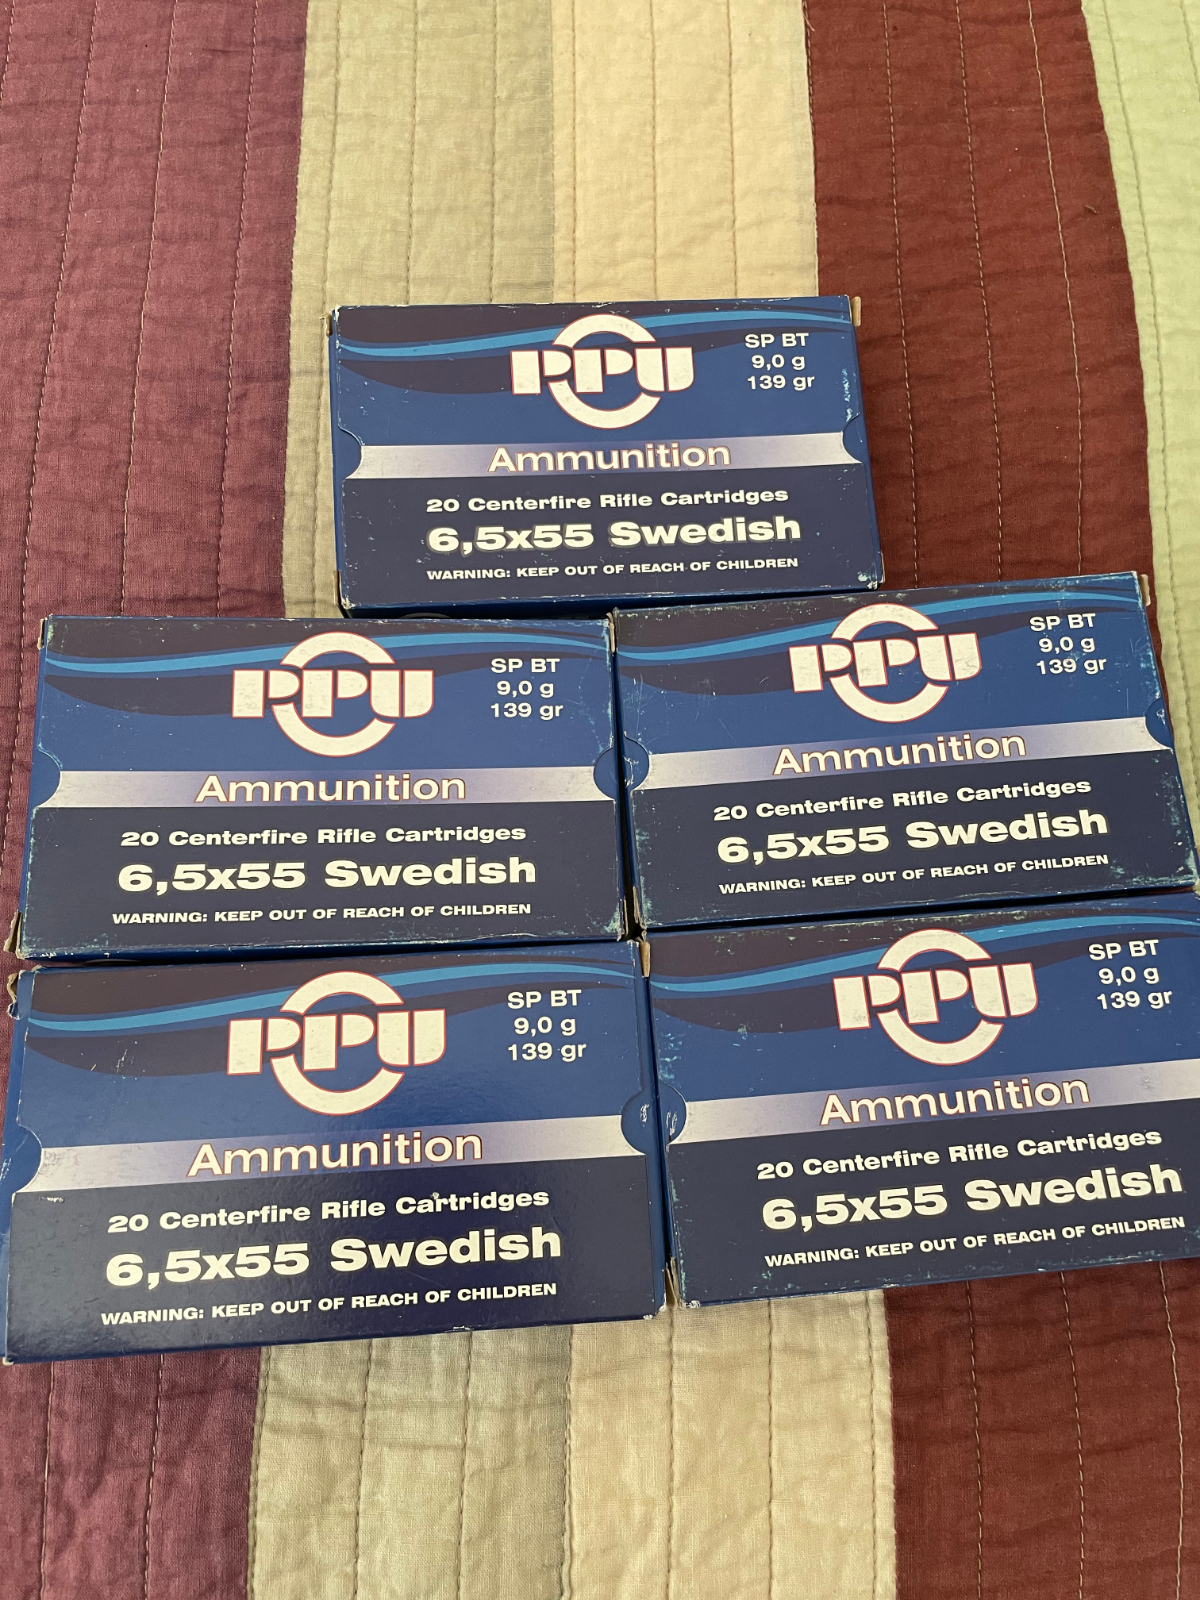 PPU
SP BT
9,0 g
139 gr
Ammunition
20 Centerfire Rifle Cartridges
6,5x55 Swedish
WARNING: KEEP OUT OF REACH OF CHILDREN
PPU
SP BT
9,0 g
139 gr
Ammunition
20 Centerfire Rifle Cartridges
6,5x55 Swedish
WARNING: KEEP OUT OF REACH OF CHILDREN
PPU
SP BT
9,0 g
139 gr
Ammunition
20 Centerfire Rifle Cartridges
6,5x55 Swedish
WARNING: KEEP OUT OF REACH OF CHILDREN
PPU
SP BT
9,0 g
139 gr
Ammunition
20 Centerfire Rifle Cartridges
6,5x55 Swedish
WARNING: KEEP OUT OF REACH OF CHILDREN
PPU
SP BT
9,0 g
139 gr
Ammunition
20 Centerfire Rifle Cartridges
6,5x55 Swedish
WARNING: KEEP OUT OF REACH OF CHILDREN